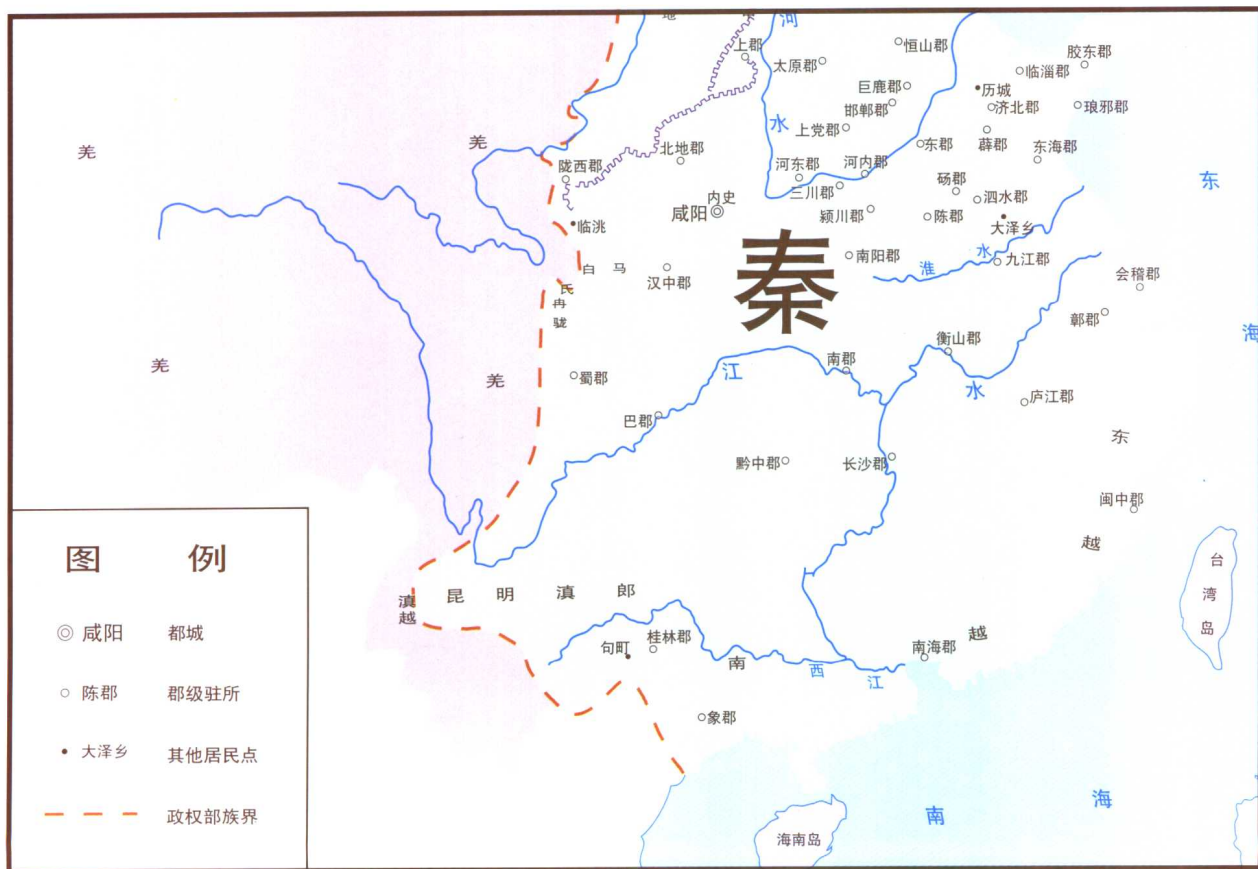 地
河
上郡
恒山郡
太原郡
胶东郡
临淄郡
巨鹿郡
历城
邯郸郡
济北郡
琅邪郡
水
上党郡
羌
羌
北地郡
东郡
薛郡
东海郡
陇西郡
河东郡
河内郡
三川郡
砀郡
泗水郡
东
内史
咸阳
颍川郡
陈郡
大泽乡
临洮
秦
南阳郡
淮
水
九江郡
白
马
氐
汉中郡
会稽郡
冉
駹
鄣郡
海
羌
羌
蜀郡
江
南郡
衡山郡
水
庐江郡
巴郡
东
黔中郡
长沙郡
闽中郡
越
台
湾
岛
滇
越
昆
明
滇
郎
句町
桂林郡
南
西
江
南海郡
越
象郡
海南岛
南
海
图 例
咸阳 都城
陈郡 郡级驻所
大泽乡 其他居民点
政权部族界